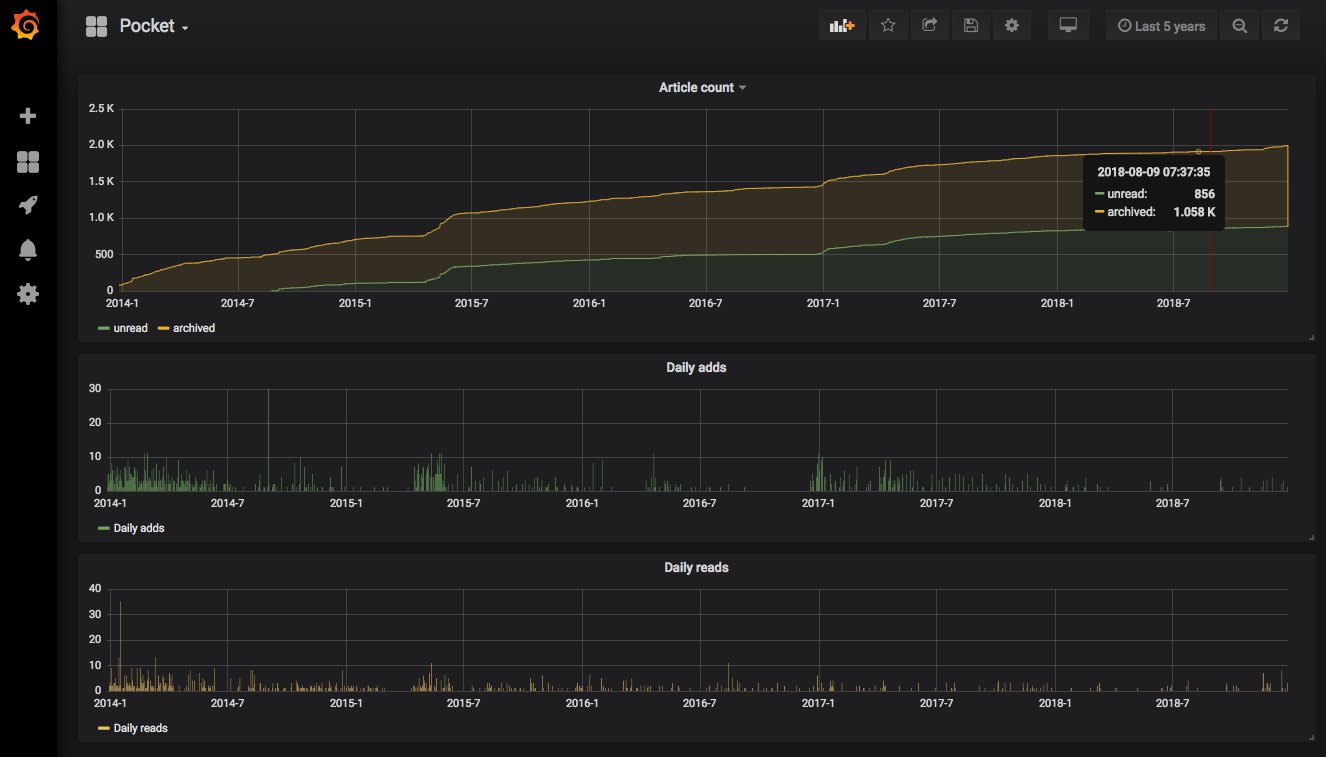 Pocket
Last 5 years
Article count
2.5 K
2.0 K
1.5 K
1.0 K
500
0
2014-1 2014-7 2015-1 2015-7 2016-1 2016-7 2017-1 2017-7 2018-1 2018-7
2018-08-09 07:37:35
unread: 856
archived: 1.058 K
unread archived
Daily adds
30
20
10
0
2014-1 2014-7 2015-1 2015-7 2016-1 2016-7 2017-1 2017-7 2018-1 2018-7
Daily adds
Daily reads
40
30
20
10
0
2014-1 2014-7 2015-1 2015-7 2016-1 2016-7 2017-1 2017-7 2018-1 2018-7
Daily reads